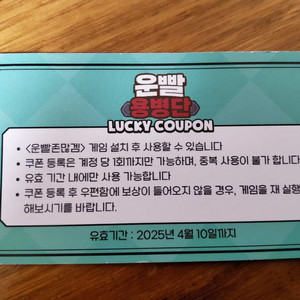 운빨
용병단
LUCKY COUPON
• <운빨존많겜> 게임 설치 후 사용할 수 있습니다
• 쿠폰 등록은 계정 당 1회까지만 가능하며, 중복 사용이 불가 합니다.
• 유효 기간 내에만 사용 가능합니다
• 쿠폰 등록 후 우편함에 보상이 들어오지 않을 경우, 게임을 재 실행
해보시기를 바랍니다.
유효기간 : 2025년 4월 10일까지